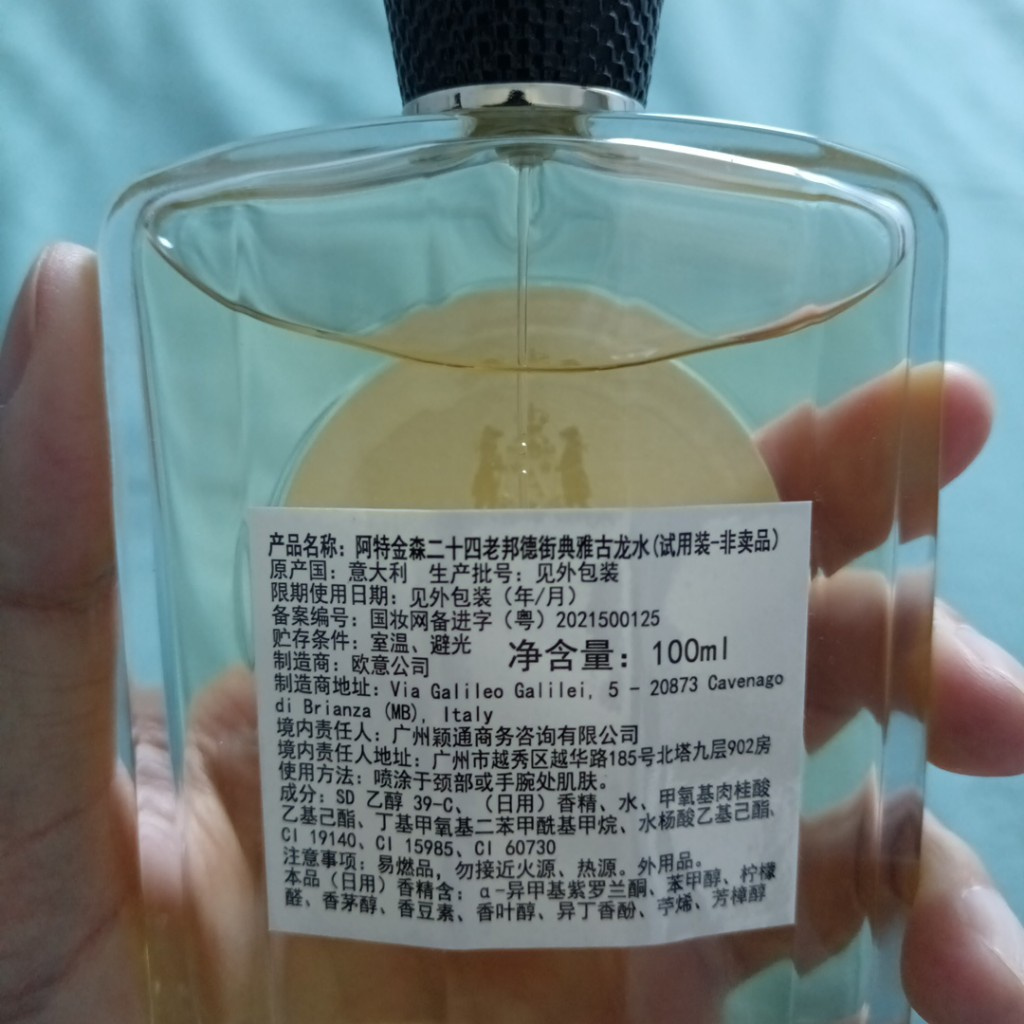 产品名称：阿特金森二十四老邦德街典雅古龙水(试用装-非卖品)
原产国：意大利 生产批号：见外包装
限期使用日期：见外包装（年/月）
备案编号：国妆网备进字（粤）2021500125
贮存条件：室温、避光 净含量：100ml
制造商：欧意公司
制造商地址：Via Galileo Galilei, 5 - 20873 Cavenago
di Brianza (MB), Italy
境内责任人：广州颖通商务咨询有限公司
境内责任人地址：广州市越秀区越华路185号北塔九层902房
使用方法：喷涂于颈部或手腕处肌肤。
成分：SD 乙醇 39-C、（日用）香精、水、甲氧基肉桂酸
乙基己酯、丁基甲氧基二苯甲酰基甲烷、水杨酸乙基己酯、
CI 19140、CI 15985、CI 60730
注意事项：易燃品，勿接近火源、热源。外用品。
本品（日用）香精含：α-异甲基紫罗兰酮、苯甲醇、柠檬
醛、香茅醇、香豆素、香叶醇、异丁香酚、苧烯、芳樟醇